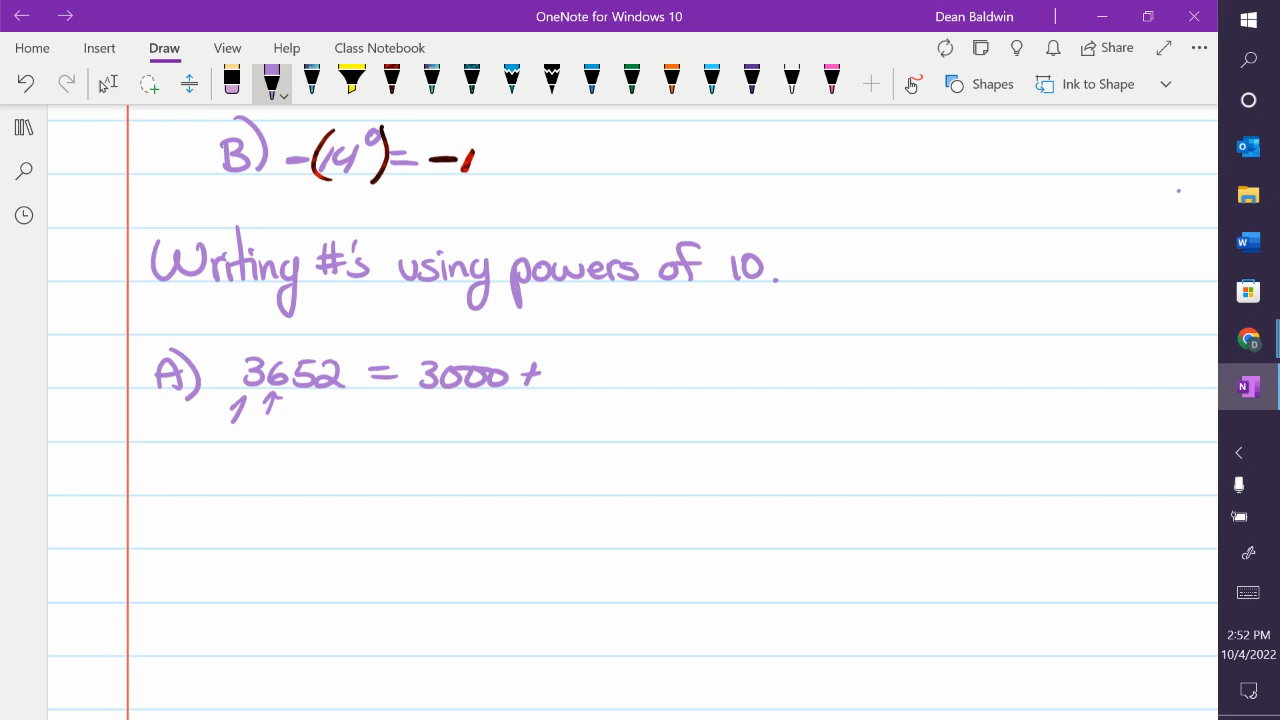 OneNote for Windows 10
Dean Baldwin
Home Insert Draw View Help Class Notebook
Share
Shapes
Ink to Shape
B) -(14⁰) = -1
Writing #'s using powers of 10.
A) 3652 = 3000 +
2:52 PM
10/4/2022